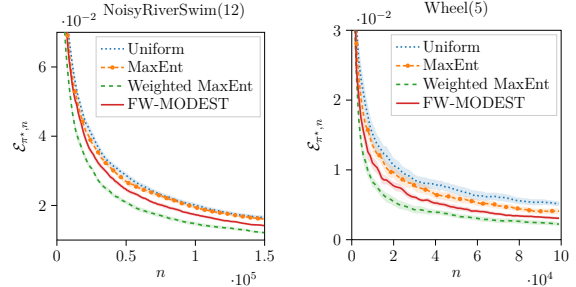 NoisyRiverSwim(12)
·10⁻²
6
4
2
ℰπ⋆,n
Uniform
MaxEnt
Weighted MaxEnt
FW-MODEST
0.5
1.0
1.5
n
·10⁵
Wheel(5)
·10⁻²
3
2
1
0
ℰπ⋆,n
Uniform
MaxEnt
Weighted MaxEnt
FW-MODEST
0
2
4
6
8
10
n
·10⁴